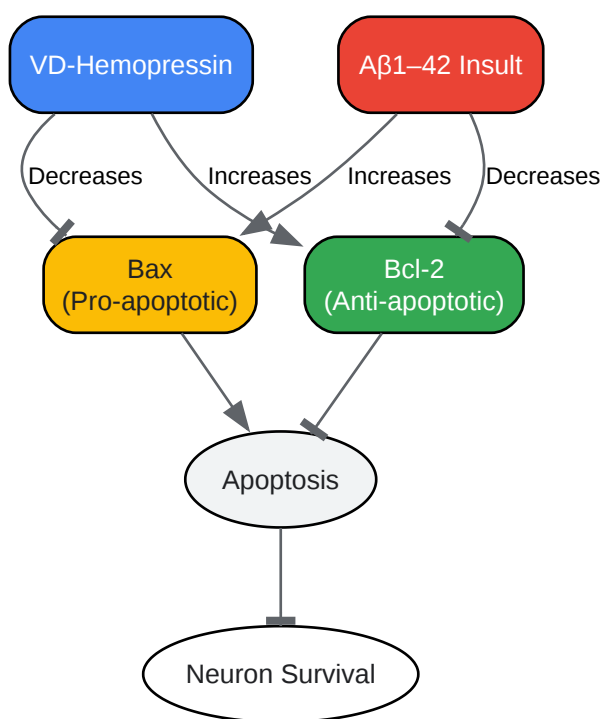 VD-Hemopressin
Aβ1–42 Insult
Decreases
Increases
Increases
Decreases
Bax
(Pro-apoptotic)
Bcl-2
(Anti-apoptotic)
Apoptosis
Neuron Survival